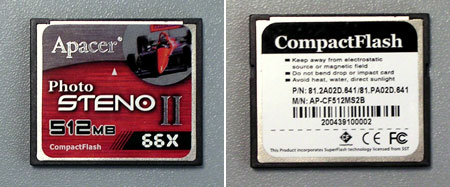 Apacer
Photo
STENO II
512MB
66X
CompactFlash
CompactFlash
Keep away from electrostatic
source or magnetic field
Do not bend drop or impact card
Avoid heat, water, direct sunlight
P/N: 81.2A02D.641/81.PA02D.641
M/N: AP-CF512MS2B
200439100002
CE FC
This Product incorporates SuperFlash technology licensed from SST